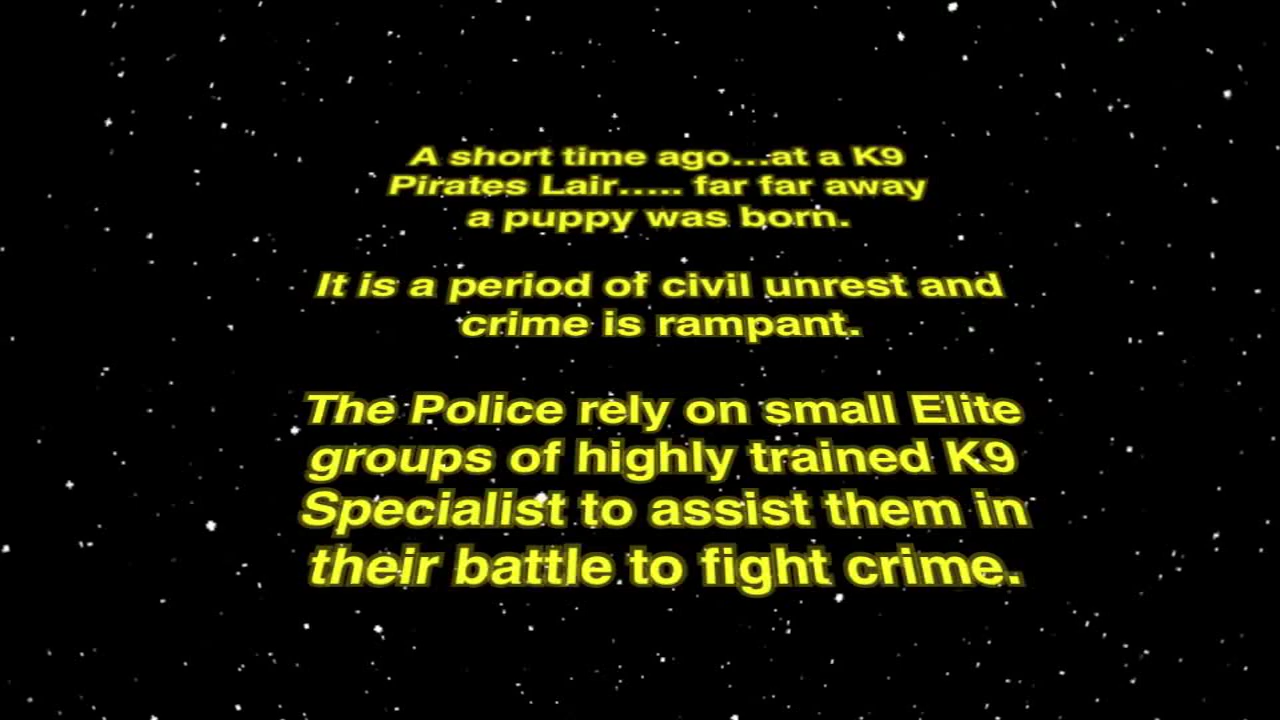 A short time ago...at a K9
Pirates Lair..... far far away
a puppy was born.
It is a period of civil unrest and
crime is rampant.
The Police rely on small Elite
groups of highly trained K9
Specialist to assist them in
their battle to fight crime.